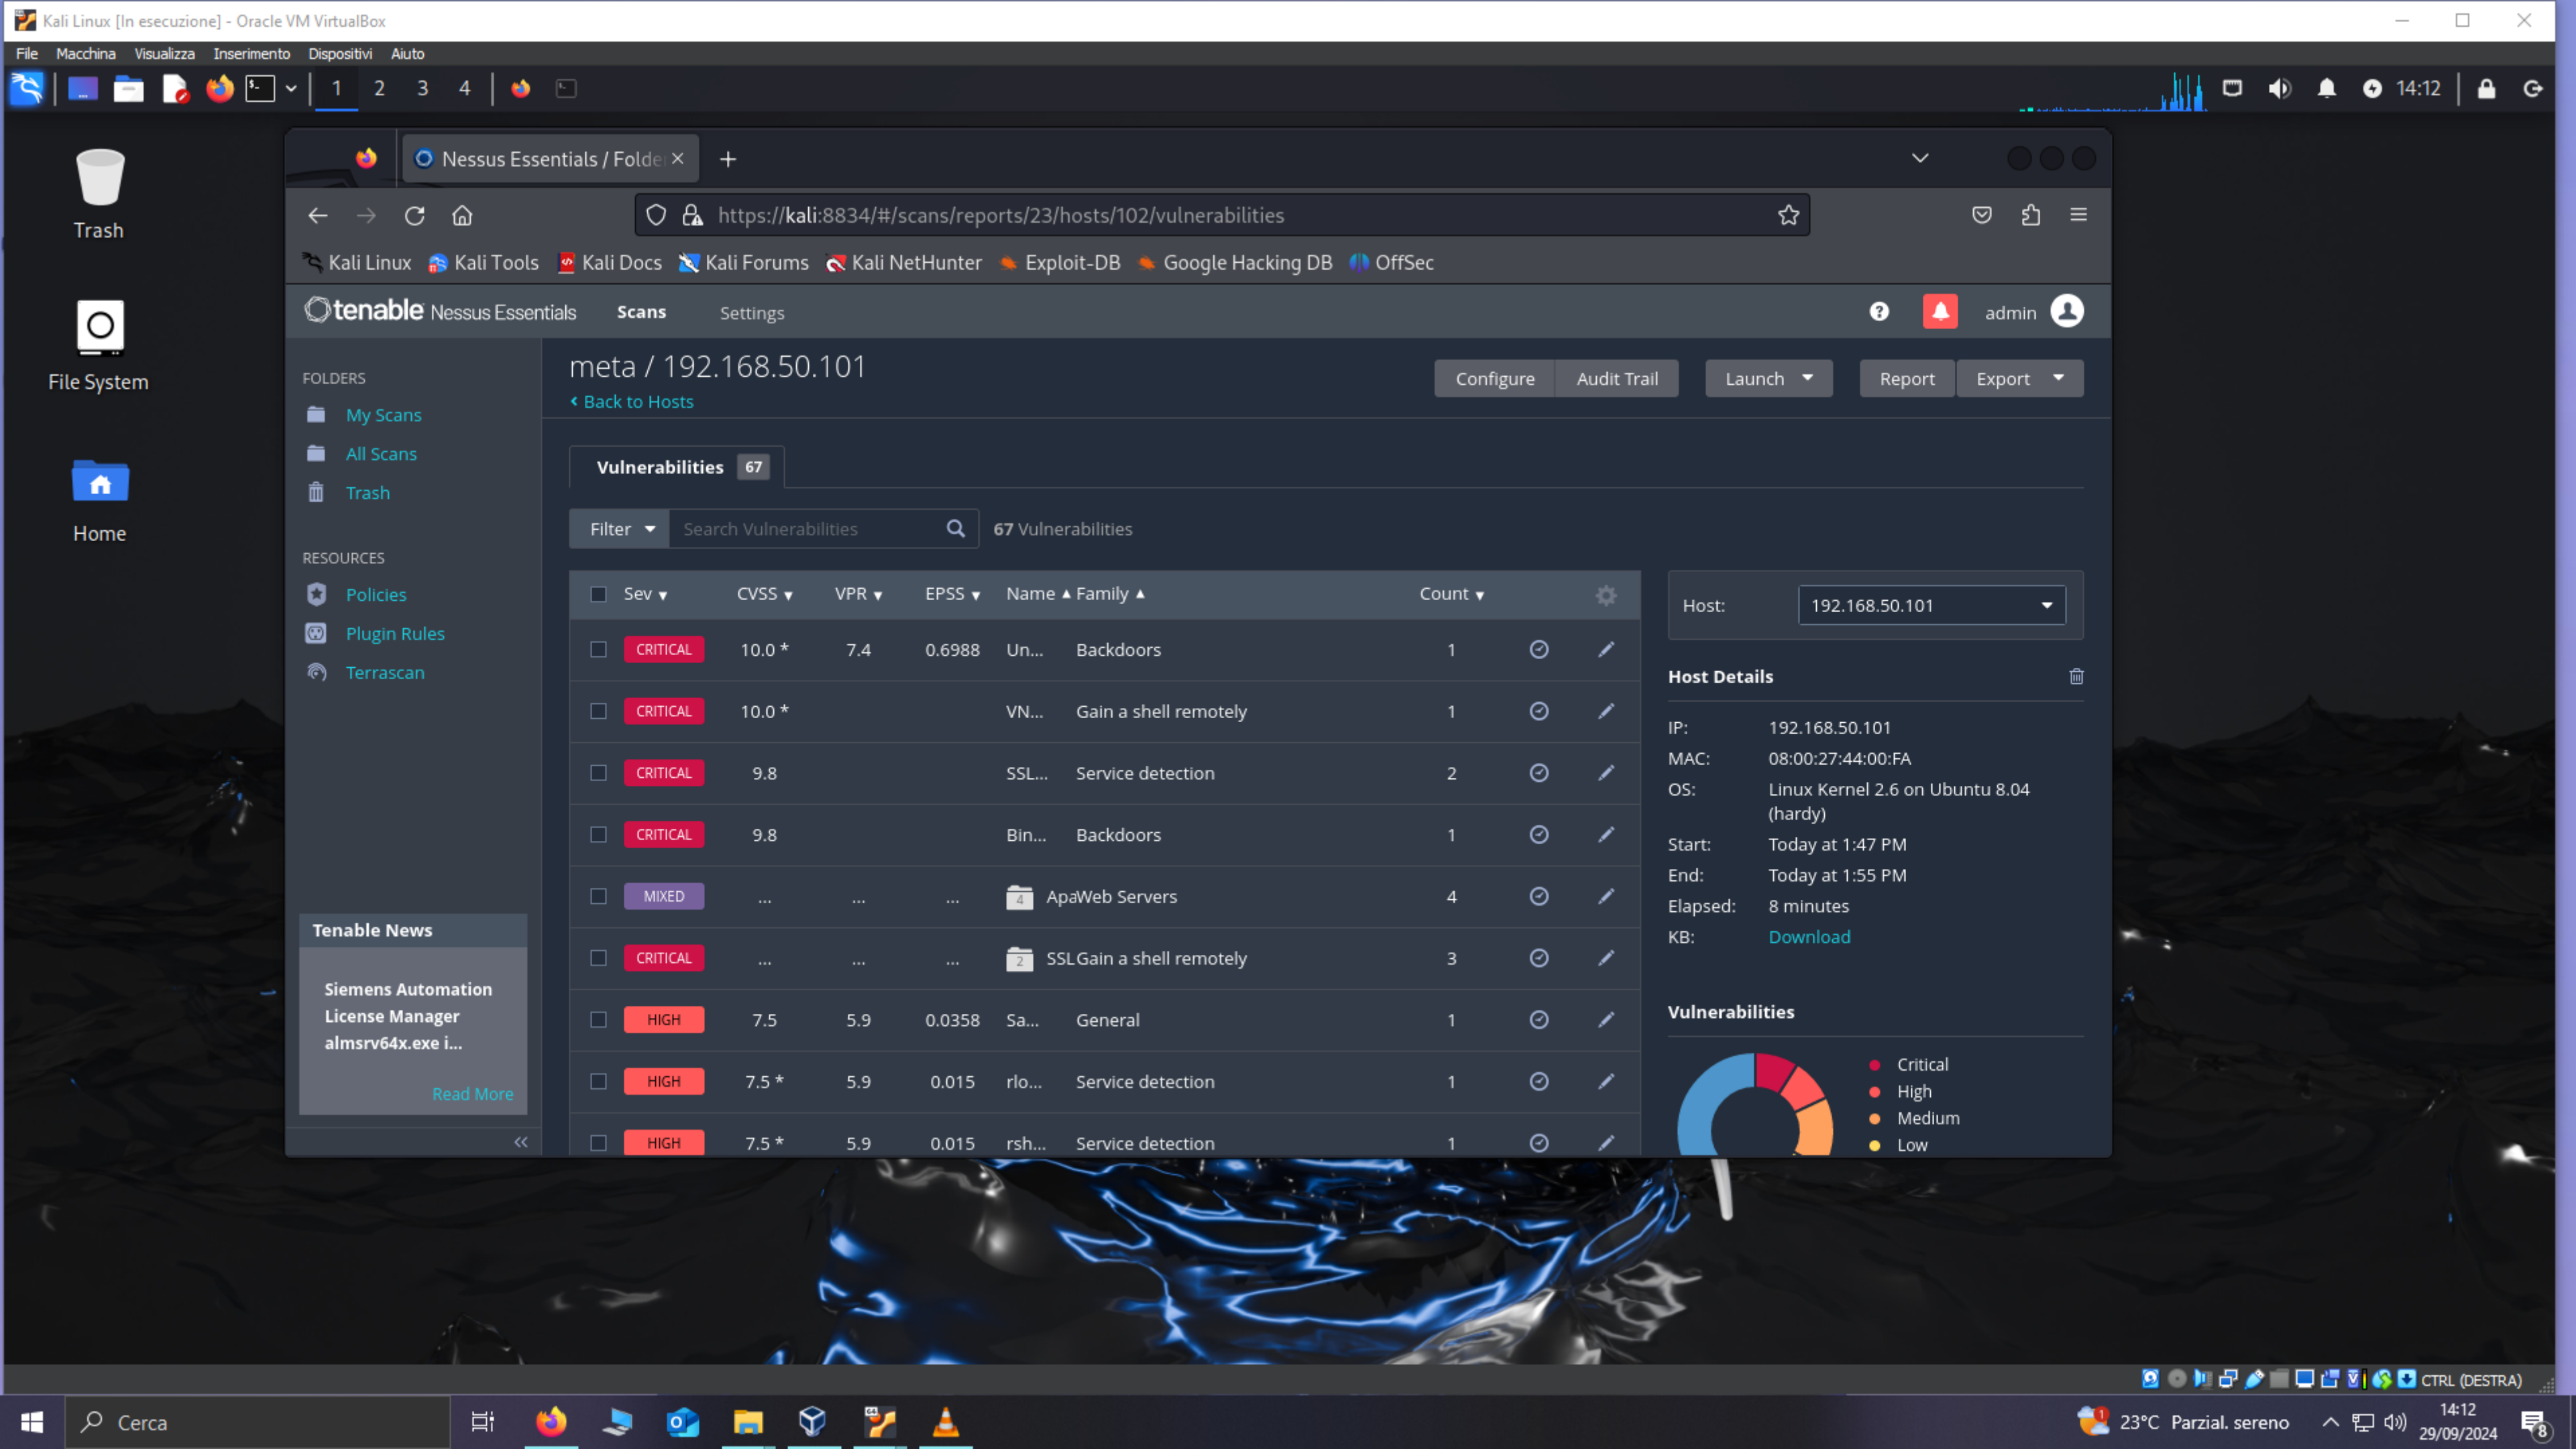 Kali Linux [In esecuzione] - Oracle VM VirtualBox
File Macchina Visualizza Inserimento Dispositivi Aiuto
1 2 3 4 14:12
Trash
File System
Home
Nessus Essentials / Folde
https://kali:8834/#/scans/reports/23/hosts/102/vulnerabilities
Kali Linux Kali Tools Kali Docs Kali Forums Kali NetHunter Exploit-DB Google Hacking DB OffSec
tenable Nessus Essentials Scans Settings admin
FOLDERS
My Scans
All Scans
Trash
RESOURCES
Policies
Plugin Rules
Terrascan
Tenable News
Siemens Automation
License Manager
almsrv64x.exe i...
Read More
meta / 192.168.50.101
Back to Hosts
Configure Audit Trail Launch Report Export
Vulnerabilities 67
Filter Search Vulnerabilities 67 Vulnerabilities
Sev CVSS VPR EPSS Name Family Count
CRITICAL 10.0 * 7.4 0.6988 Un... Backdoors 1
CRITICAL 10.0 * VN... Gain a shell remotely 1
CRITICAL 9.8 SSL... Service detection 2
CRITICAL 9.8 Bin... Backdoors 1
MIXED ... ... ... 4 ApaWeb Servers 4
CRITICAL ... ... ... 2 SSLGain a shell remotely 3
HIGH 7.5 5.9 0.0358 Sa... General 1
HIGH 7.5 * 5.9 0.015 rlo... Service detection 1
HIGH 7.5 * 5.9 0.015 rsh... Service detection 1
Host: 192.168.50.101
Host Details
IP: 192.168.50.101
MAC: 08:00:27:44:00:FA
OS: Linux Kernel 2.6 on Ubuntu 8.04
(hardy)
Start: Today at 1:47 PM
End: Today at 1:55 PM
Elapsed: 8 minutes
KB: Download
Vulnerabilities
Critical
High
Medium
Low
CTRL (DESTRA)
Cerca
1 23°C Parzial. sereno
14:12
29/09/2024
8